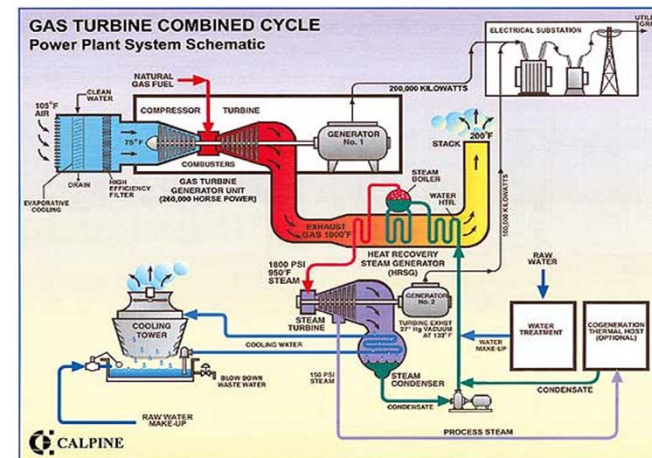 GAS TURBINE COMBINED CYCLE
Power Plant System Schematic
ELECTRICAL SUBSTATION
NATURAL
GAS FUEL
200,000 KILOWATTS
CLEAN
WATER
105°F
AIR
COMPRESSOR
TURBINE
75°F
GENERATOR
No. 1
COMBUSTERS
STACK
200°F
DRAIN
EVAPORATIVE
COOLING
HIGH
EFFICIENCY
FILTER
GAS TURBINE
GENERATOR UNIT
(260,000 HORSE POWER)
STEAM
BOILER
WATER
HTR.
100,000 KILOWATTS
EXHAUST
GAS 1000°F
HEAT RECOVERY
STEAM GENERATOR
(HRSG)
1800 PSI
950°F
STEAM
RAW
WATER
GENERATOR
No. 2
STEAM
TURBINE
TURBINE EXHST
27" Hg VACUUM
AT 133°F
COOLING
TOWER
COOLING WATER
WATER
TREATMENT
COGENERATION
THERMAL HOST
(OPTIONAL)
WATER
MAKE-UP
STEAM
CONDENSER
BLOW DOWN
WASTE WATER
150 PSI
STEAM
CONDENSATE
CONDENSATE
RAW WATER
MAKE-UP
PROCESS STEAM
CALPINE